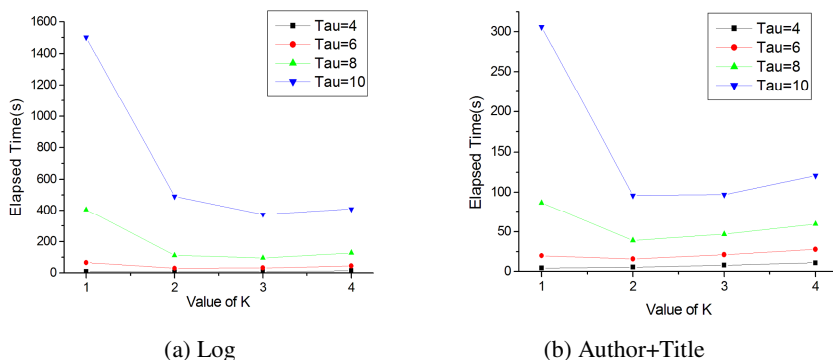 1600
1400
1200
1000
800
600
400
200
0
Elapsed Time(s)
1 2 3 4
Value of K
Tau=4
Tau=6
Tau=8
Tau=10
(a) Log
300
250
200
150
100
50
0
Elapsed Time(s)
1 2 3 4
Value of K
Tau=4
Tau=6
Tau=8
Tau=10
(b) Author+Title